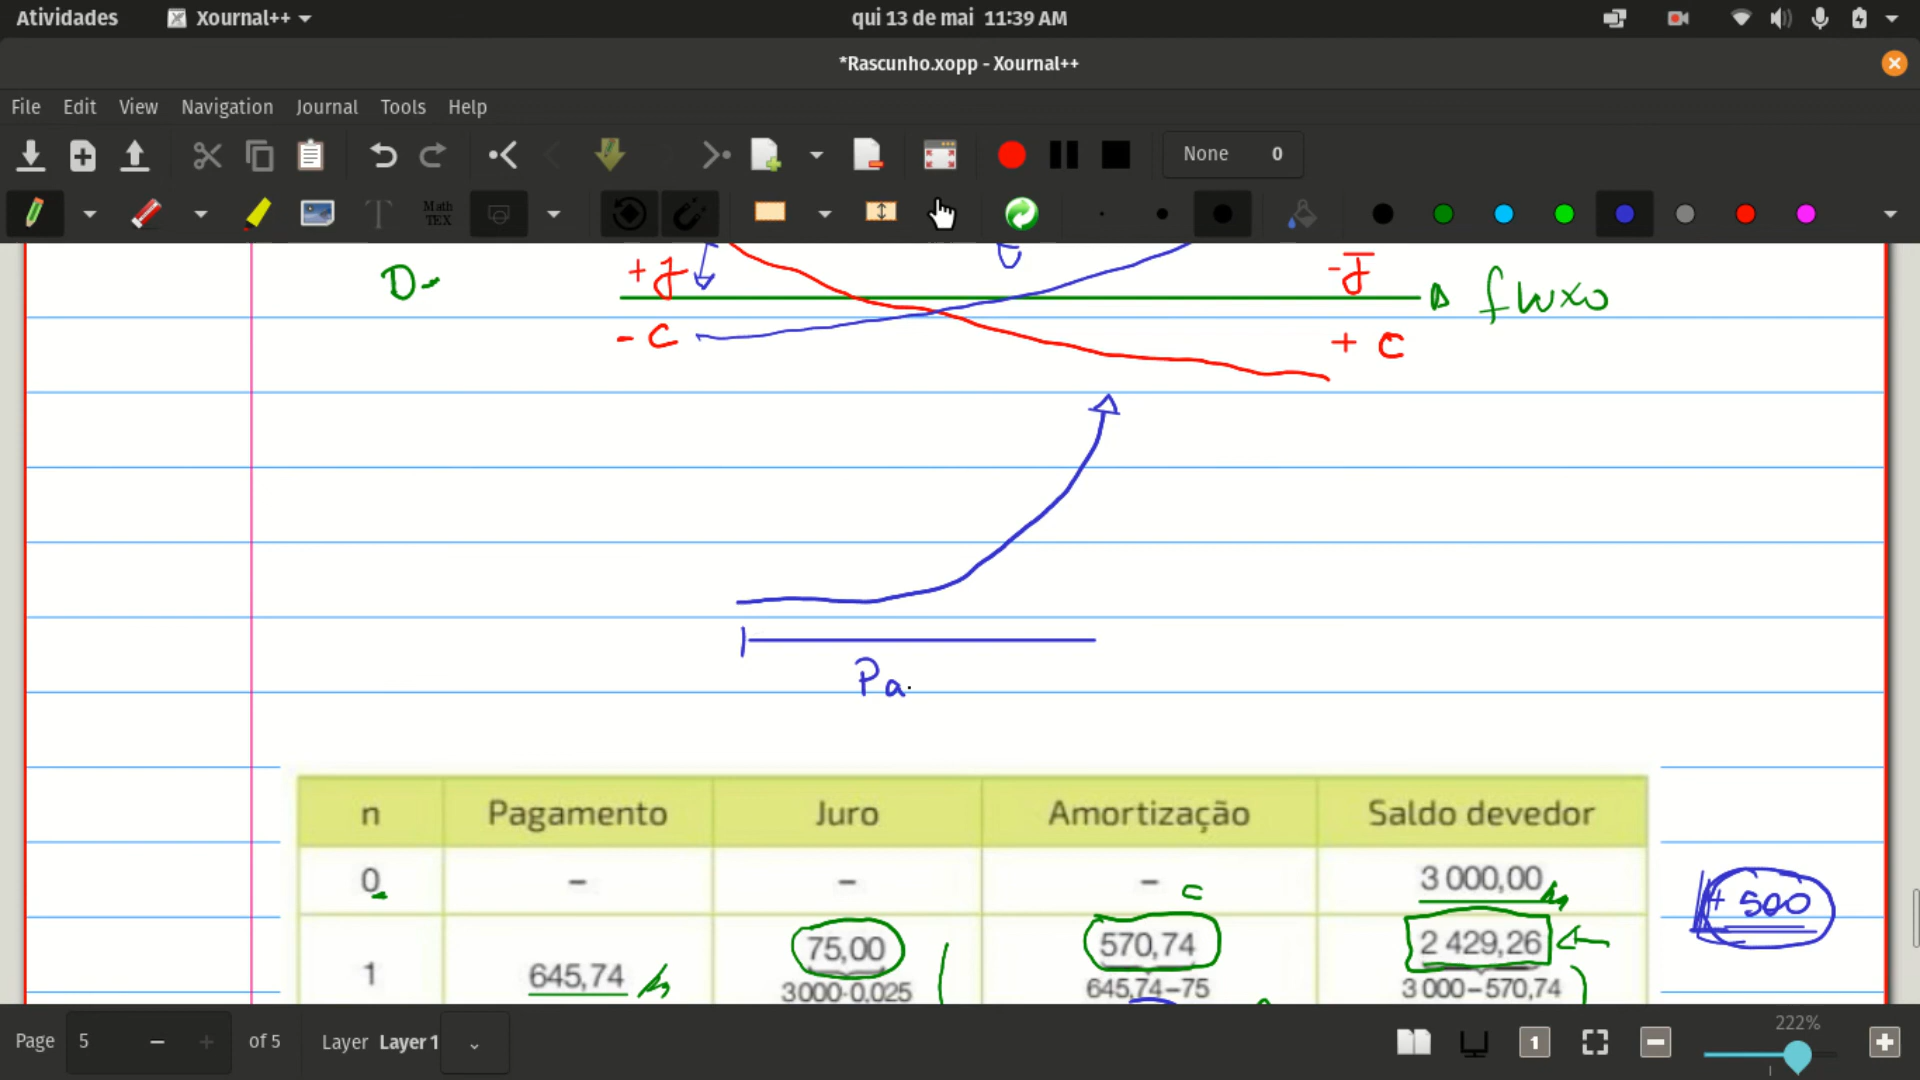 Atividades Xournal++ qui 13 de mai 11:39 AM
*Rascunho.xopp - Xournal++
File Edit View Navigation Journal Tools Help
None 0
T Math TEX
D +J -J fluxo
- C + C
Pa
n Pagamento Juro Amortização Saldo devedor
0 – – – c 3 000,00
+ 500
75,00 570,74 2 429,26
1 645,74
3000·0,025 645,74–75 3 000–570,74
Page 5 of 5 Layer Layer 1 1 222%